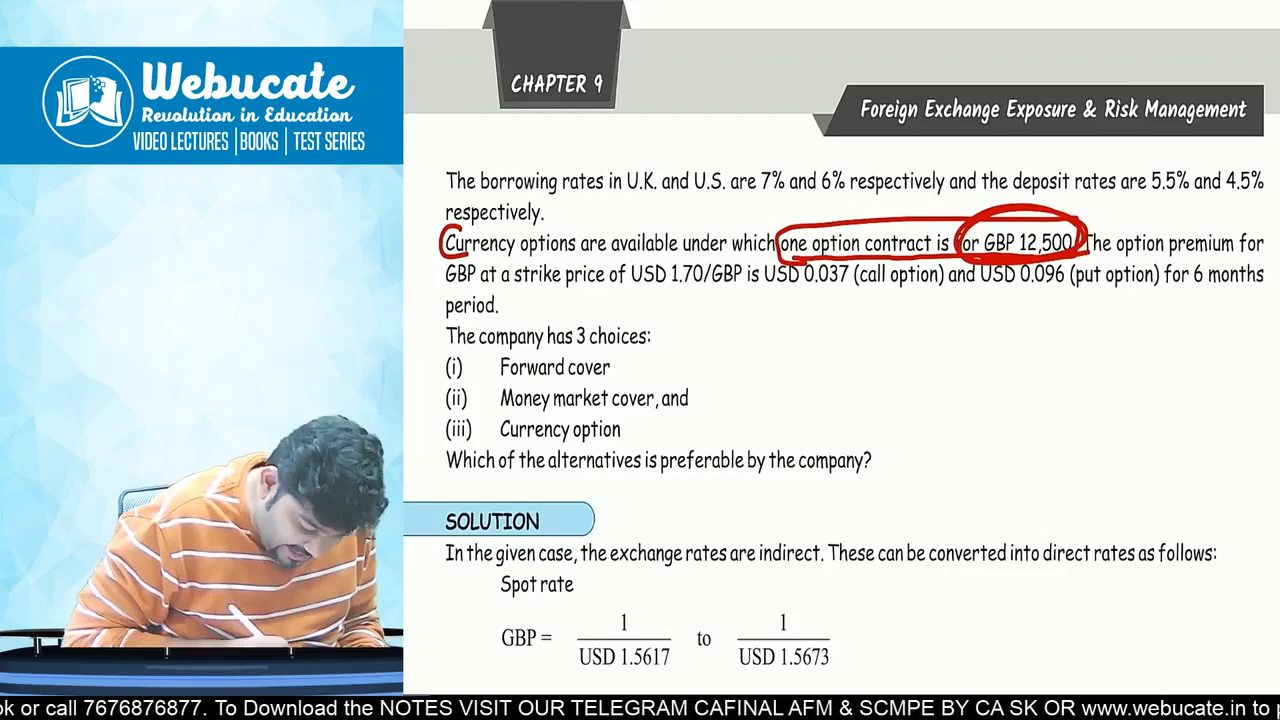 Webucate
Revolution in Education
VIDEO LECTURES | BOOKS | TEST SERIES
CHAPTER 9
Foreign Exchange Exposure & Risk Management
The borrowing rates in U.K. and U.S. are 7% and 6% respectively and the deposit rates are 5.5% and 4.5%
respectively.
Currency options are available under which one option contract is for GBP 12,500. The option premium for
GBP at a strike price of USD 1.70/GBP is USD 0.037 (call option) and USD 0.096 (put option) for 6 months
period.
The company has 3 choices:
(i) Forward cover
(ii) Money market cover, and
(iii) Currency option
Which of the alternatives is preferable by the company?
SOLUTION
In the given case, the exchange rates are indirect. These can be converted into direct rates as follows:
Spot rate
GBP = 1 / USD 1.5617 to 1 / USD 1.5673
ok or call 7676876877. To Download the NOTES VISIT OUR TELEGRAM CAFINAL AFM & SCMPE BY CA SK OR www.webucate.in to p